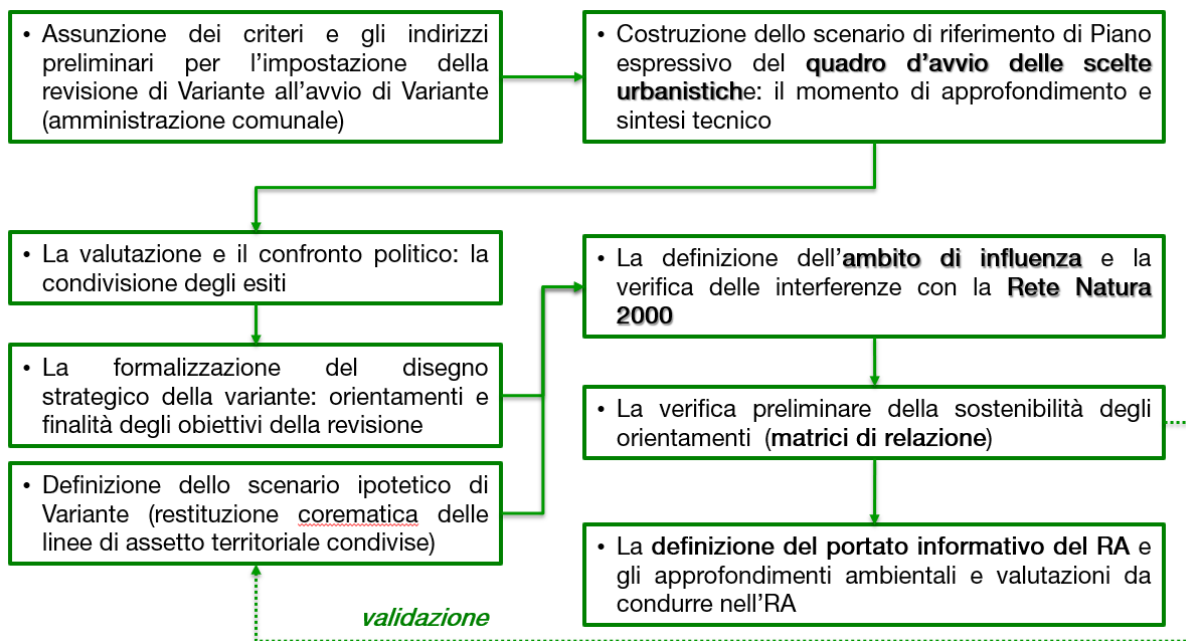 • Assunzione dei criteri e gli indirizzi
preliminari per l'impostazione della
revisione di Variante all'avvio di Variante
(amministrazione comunale)
• Costruzione dello scenario di riferimento di Piano
espressivo del quadro d'avvio delle scelte
urbanistiche: il momento di approfondimento e
sintesi tecnico
• La valutazione e il confronto politico: la
condivisione degli esiti
• La formalizzazione del disegno
strategico della variante: orientamenti e
finalità degli obiettivi della revisione
• Definizione dello scenario ipotetico di
Variante (restituzione corematica delle
linee di assetto territoriale condivise)
• La definizione dell'ambito di influenza e la
verifica delle interferenze con la Rete Natura
2000
• La verifica preliminare della sostenibilità degli
orientamenti (matrici di relazione)
• La definizione del portato informativo del RA e
gli approfondimenti ambientali e valutazioni da
condurre nell'RA
validazione